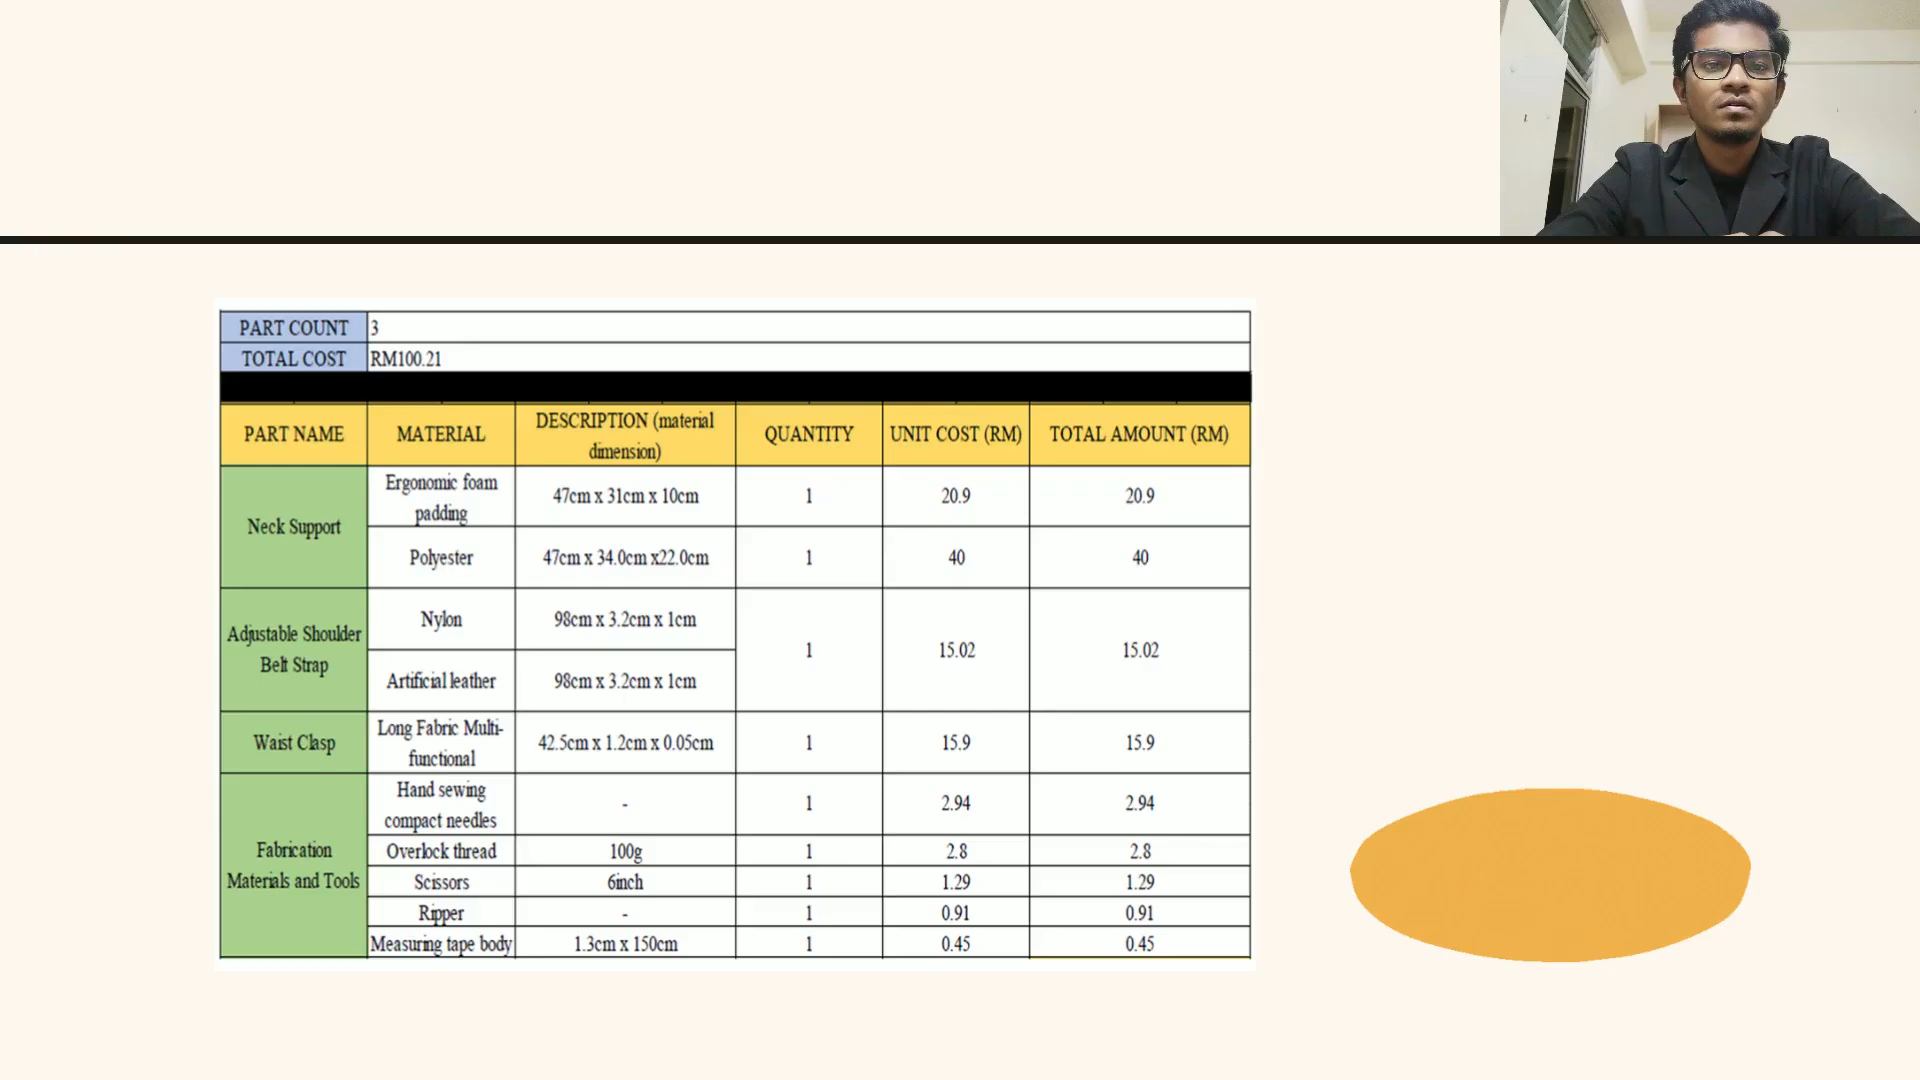 PART COUNT 3
TOTAL COST RM100.21
PART NAME MATERIAL DESCRIPTION (material dimension) QUANTITY UNIT COST (RM) TOTAL AMOUNT (RM)
Neck Support Ergonomic foam padding 47cm x 31cm x 10cm 1 20.9 20.9
Polyester 47cm x 34.0cm x22.0cm 1 40 40
Adjustable Shoulder Belt Strap Nylon 98cm x 3.2cm x 1cm 1 15.02 15.02
Artificial leather 98cm x 3.2cm x 1cm
Waist Clasp Long Fabric Multi-functional 42.5cm x 1.2cm x 0.05cm 1 15.9 15.9
Fabrication Materials and Tools Hand sewing compact needles - 1 2.94 2.94
Overlock thread 100g 1 2.8 2.8
Scissors 6inch 1 1.29 1.29
Ripper - 1 0.91 0.91
Measuring tape body 1.3cm x 150cm 1 0.45 0.45